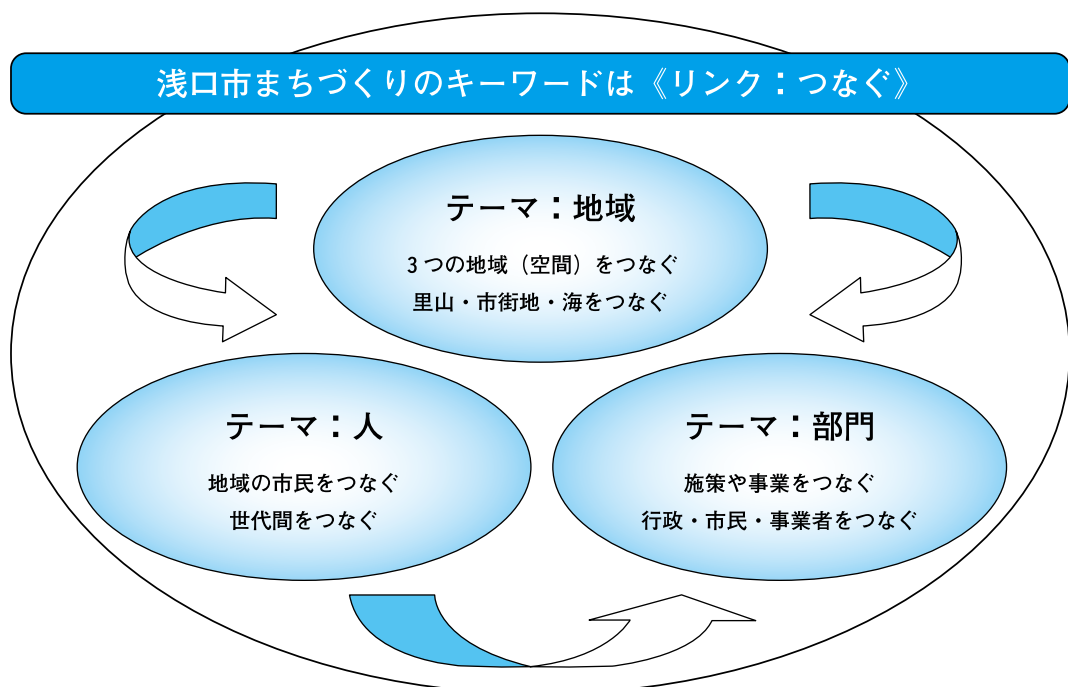 浅口市まちづくりのキーワードは《リンク：つなぐ》
テーマ：地域
3つの地域（空間）をつなぐ
里山・市街地・海をつなぐ
テーマ：人
地域の市民をつなぐ
世代間をつなぐ
テーマ：部門
施策や事業をつなぐ
行政・市民・事業者をつなぐ